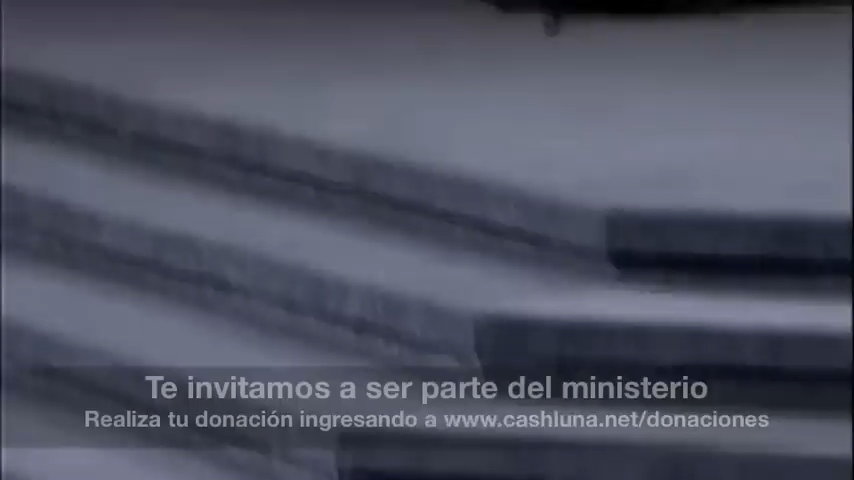 Te invitamos a ser parte del ministerio
Realiza tu donación ingresando a www.cashluna.net/donaciones